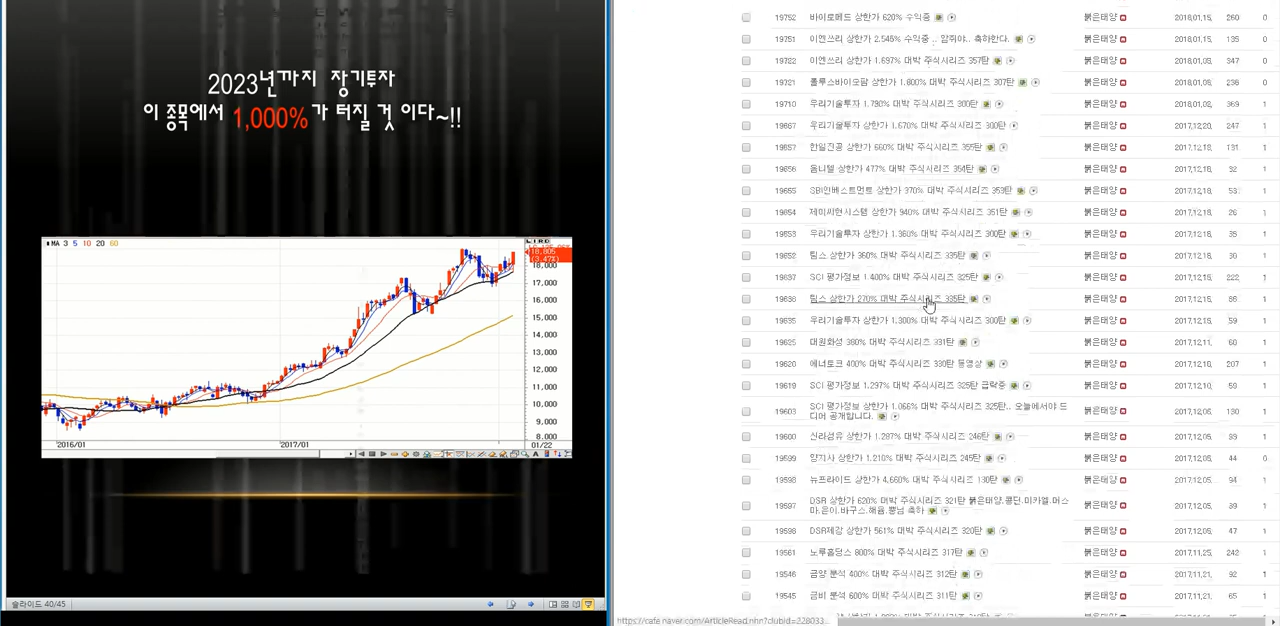 2023년까지 장기투자
이 종목에서 1,000%가 터질 것 이다~!!
MA 3 5 10 20 60
18,000
17,000
16,000
15,000
14,000
13,000
12,000
11,000
10,000
9,000
8,000
2016/01
2017/01
01/22
슬라이드 40/45
19752 바이로메드 상한가 620% 수익중 붉은태양 2018.01.15. 260 0
19751 이엔쓰리 상한가 2.545% 수익중 .. 맘쥐야.. 축하한다. 붉은태양 2018.01.15. 135 0
19722 이엔쓰리 상한가 1.697% 대박 주식시리즈 357탄 붉은태양 2018.01.09. 347 0
19721 폴루스바이오팜 상한가 1.800% 대박 주식시리즈 307탄 붉은태양 2018.01.09. 236 0
19710 우리기술투자 상한가 1.790% 대박 주식시리즈 300탄 붉은태양 369 1
우리기술투자 상한가 1.670% 대박 주식시리즈 300탄 붉은태양 2017.12.20. 247 1
19657 한일진공 상한가 660% 대박 주식시리즈 355탄 붉은태양 2017.12.18. 131 1
19656 옴니텔 상한가 477% 대박 주식시리즈 354탄 붉은태양 2017.12.18. 92 1
19655 SBI인베스트먼트 상한가 370% 대박 주식시리즈 353탄 붉은태양 2017.12.18. 53 1
19654 제이씨현시스템 상한가 940% 대박 주식시리즈 351탄 붉은태양 2017.12.18. 26 1
19653 우리기술투자 상한가 1.360% 대박 주식시리즈 300탄 붉은태양 2017.12.18. 35 1
19652 팀스 상한가 360% 대박 주식시리즈 335탄 붉은태양 2017.12.18. 30 1
19637 SCI 평가정보 1.400% 대박 주식시리즈 325탄 붉은태양 2017.12.15. 222 1
19636 팀스 상한가 270% 대박 주식시리즈 335탄 붉은태양 2017.12.15. 1
19635 우리기술투자 상한가 1.300% 대박 주식시리즈 300탄 붉은태양 2017.12.15. 59 1
19625 대원화성 380% 대박 주식시리즈 331탄 붉은태양 2017.12.11. 60 1
19620 에너토크 400% 대박 주식시리즈 330탄 동영상 붉은태양 2017.12.10. 207 1
19619 SCI 평가정보 1.297% 대박 주식시리즈 325탄 급락중 붉은태양 2017.12.10. 59 1
19603 SCI 평가정보 상한가 1.066% 대박 주식시리즈 325탄.. 오늘에서야 드디어 공개합니다. 붉은태양 2017.12.06. 130 1
19600 신라섬유 상한가 1.287% 대박 주식시리즈 246탄 붉은태양 2017.12.05. 1
19599 양지사 상한가 1.210% 대박 주식시리즈 245탄 붉은태양 2017.12.05. 44 0
19598 뉴프라이드 상한가 4.660% 대박 주식시리즈 130탄 붉은태양 2017.12.05. 94 1
19597 DSR 상한가 620% 대박 주식시리즈 321탄 붉은태양.콜단.미카엘.머스마.은이.바구스.해윰.뽕님 축하 붉은태양 2017.12.05. 1
DSR제강 상한가 561% 대박 주식시리즈 320탄 붉은태양 2017.12.05. 47 1
19561 노루홀딩스 800% 대박 주식시리즈 317탄 붉은태양 2017.11.25. 242 1
19546 금양 분석 400% 대박 주식시리즈 312탄 붉은태양 2017.11.21. 92 1
19545 금비 분석 600% 대박 주식시리즈 311탄 붉은태양 2017.11.21. 65 1